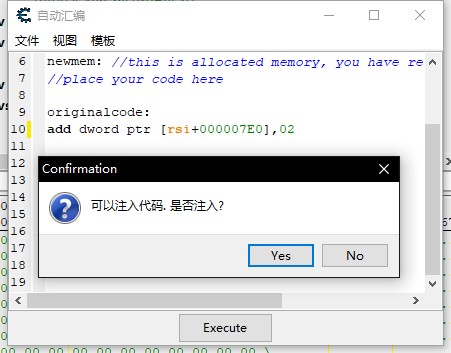 自动汇编
文件 视图 模板
6 newmem: //this is allocated memory, you have re
7 //place your code here
8
9 originalcode:
10 add dword ptr [rsi+000007E0],02
11
12
Confirmation
13
14
可以注入代码. 是否注入?
15
16
17
Yes No
18
19
Execute